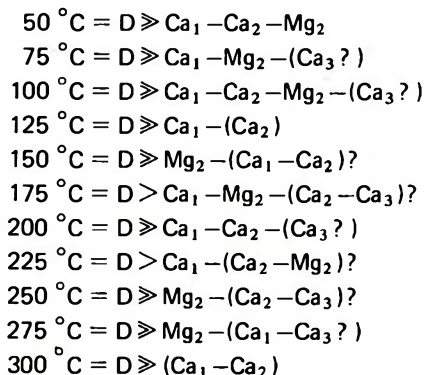 50 °C = D ≫ Ca₁ –Ca₂ –Mg₂
75 °C = D ≫ Ca₁ –Mg₂ –(Ca₃ ?)
100 °C = D ≫ Ca₁ –Ca₂ –Mg₂ –(Ca₃ ?)
125 °C = D ≫ Ca₁ –(Ca₂)
150 °C = D ≫ Mg₂ –(Ca₁ –Ca₂)?
175 °C = D > Ca₁ –Mg₂ –(Ca₂ –Ca₃)?
200 °C = D ≫ Ca₁ –Ca₂ –(Ca₃ ?)
225 °C = D > Ca₁ –(Ca₂ –Mg₂)?
250 °C = D ≫ Mg₂ –(Ca₂ –Ca₃)?
275 °C = D ≫ Mg₂ –(Ca₁ –Ca₃ ?)
300 °C = D ≫ (Ca₁ –Ca₂)